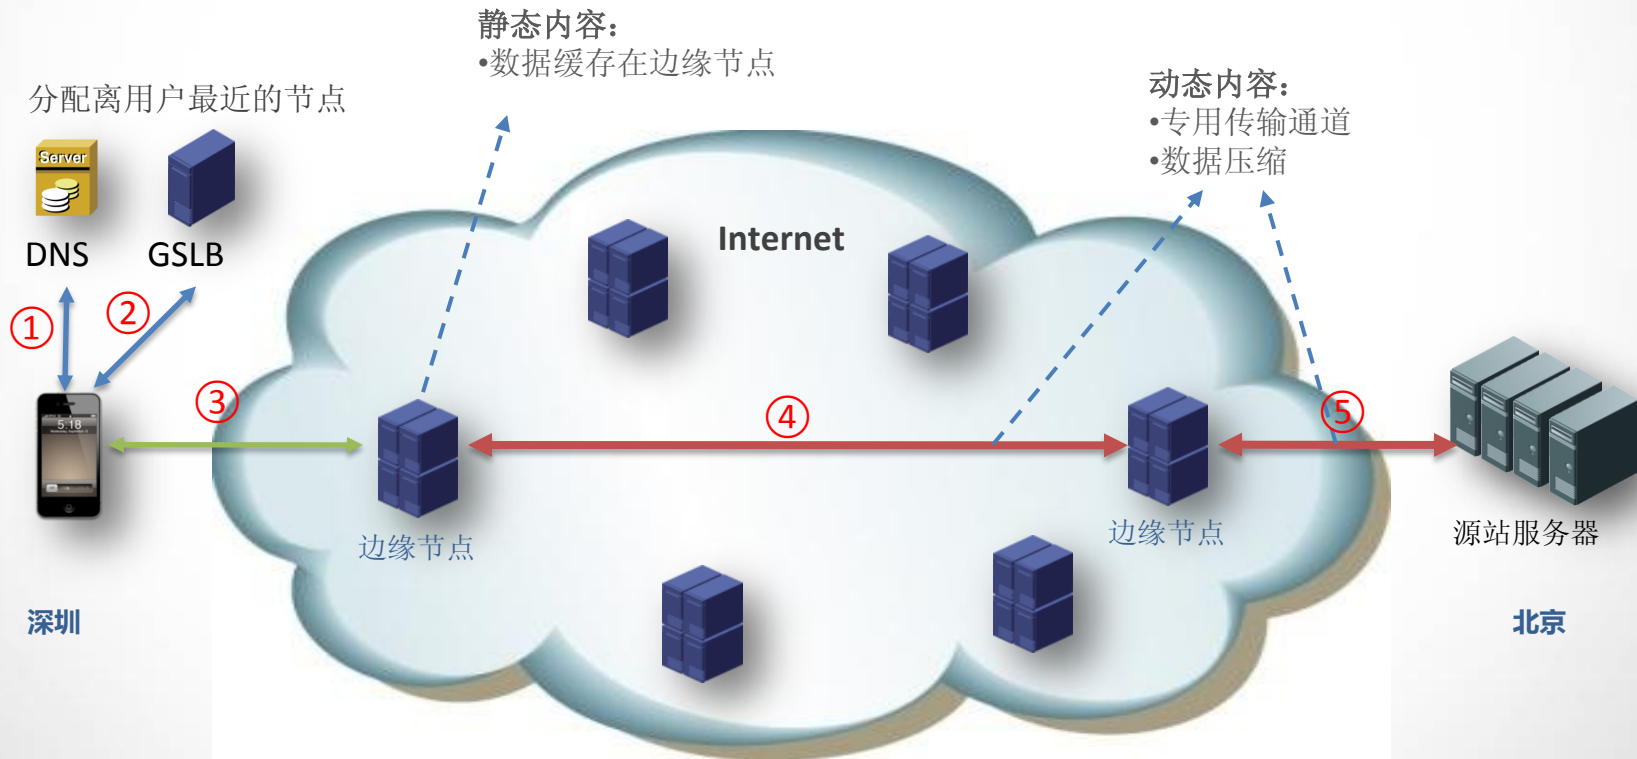 静态内容：
•数据缓存在边缘节点
动态内容：
•专用传输通道
•数据压缩
分配离用户最近的节点
Server
DNS
GSLB
Internet
①
②
③
④
⑤
5:18
边缘节点
边缘节点
源站服务器
深圳
北京